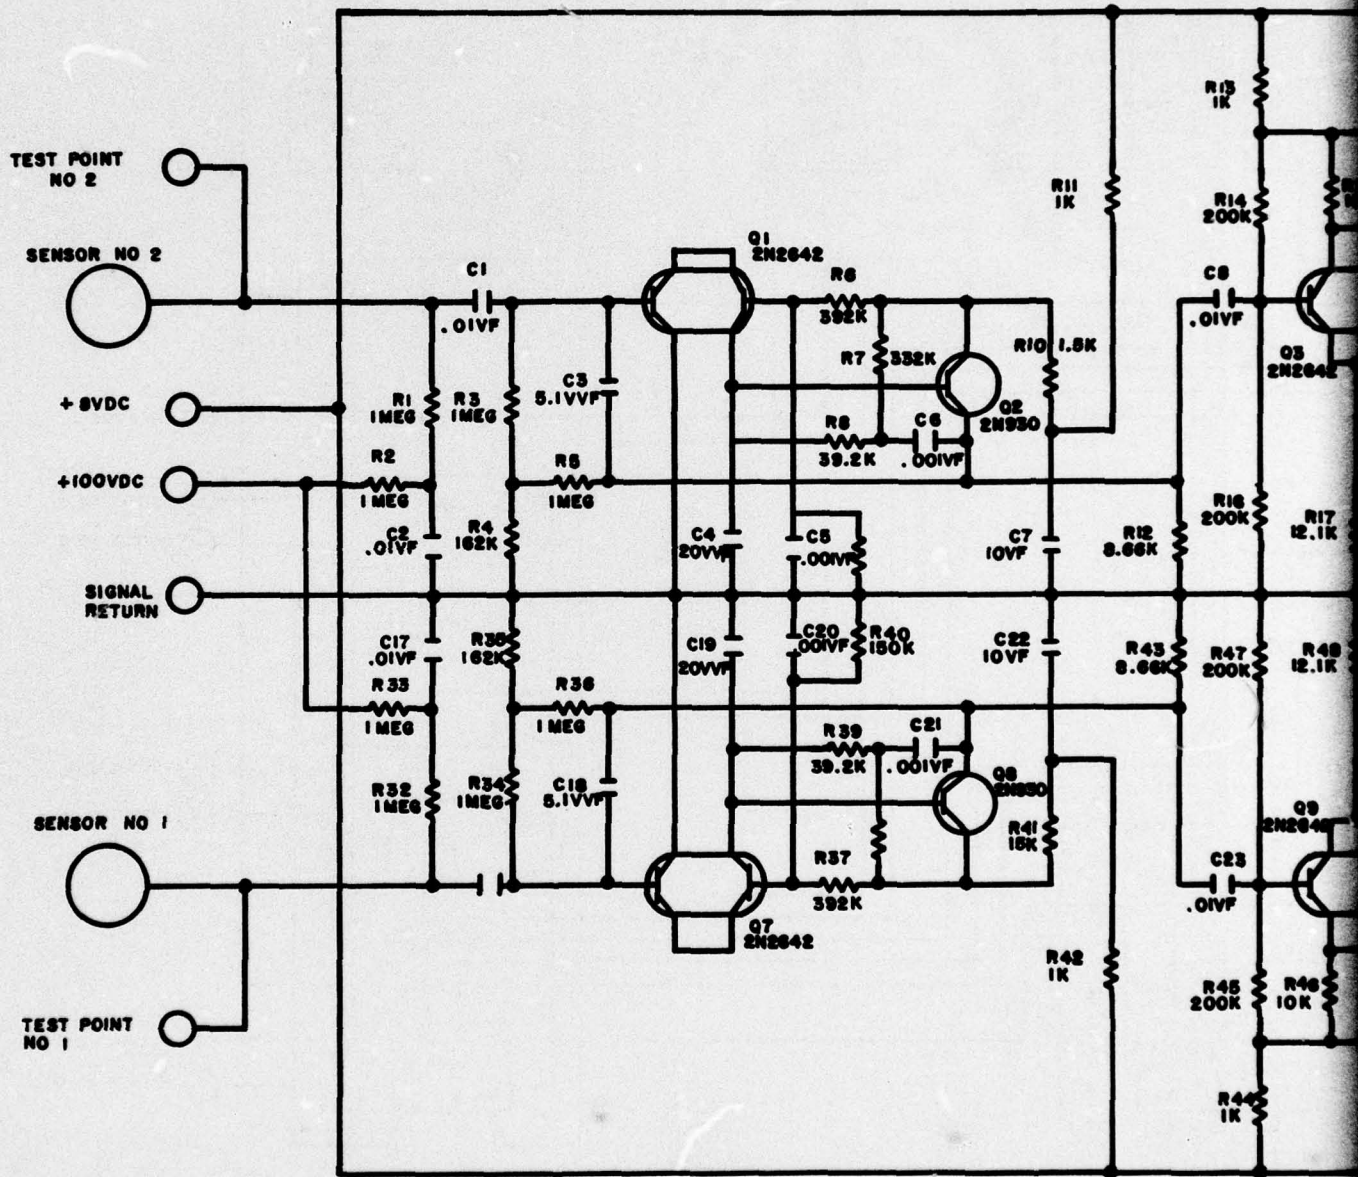 TEST POINT
NO 2
SENSOR NO 2
+ 8VDC
+100VDC
SIGNAL
RETURN
SENSOR NO 1
TEST POINT
NO 1
C1
.01VF
R1
1MEG
R2
1MEG
C2
.01VF
R3
1MEG
R4
162K
R5
1MEG
C3
5.1VVF
Q1
2N2642
R6
392K
R7
332K
R8
39.2K
C6
.001VF
Q2
2N930
R10 1.5K
R11
1K
C4
20VVF
C5
.001VF
C7
10VF
R12
8.66K
R13
1K
R14
200K
C8
.01VF
Q3
2N2642
R16
200K
R17
12.1K
C17
.01VF
R33
1MEG
R32
1MEG
R35
162K
R36
1MEG
R34
1MEG
C18
5.1VVF
C19
20VVF
C20
.001VF
R40
150K
C22
10VF
R43
8.66K
R47
200K
R48
12.1K
R39
39.2K
C21
.001VF
Q8
2N930
R41
15K
R37
392K
Q7
2N2642
R42
1K
Q9
2N2642
C23
.01VF
R45
200K
R46
10K
R44
1K